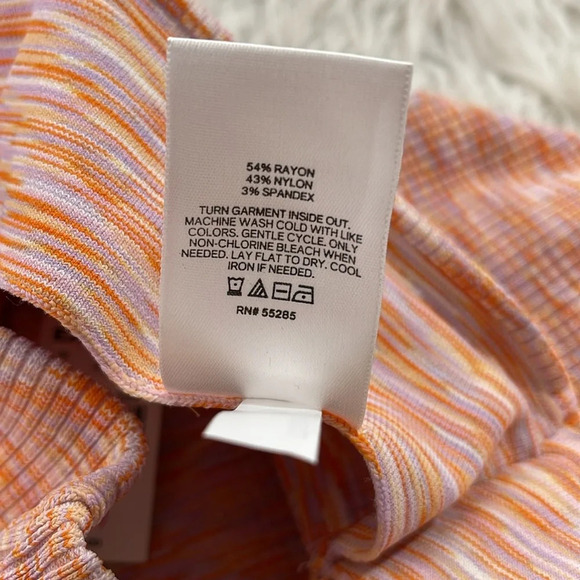 54% RAYON
43% NYLON
3% SPANDEX
TURN GARMENT INSIDE OUT.
MACHINE WASH COLD WITH LIKE
COLORS. GENTLE CYCLE. ONLY
NON-CHLORINE BLEACH WHEN
NEEDED. LAY FLAT TO DRY. COOL
IRON IF NEEDED.
RN# 55285